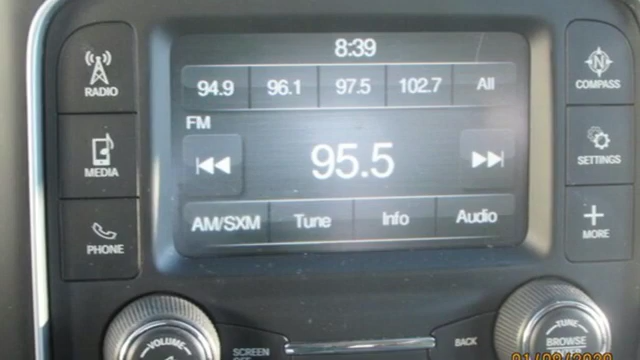 8:39
94.9 96.1 97.5 102.7 All
FM
95.5
AM/SXM Tune Info Audio
RADIO
MEDIA
PHONE
N
COMPASS
SETTINGS
MORE
VOLUME
SCREEN
OFF
BACK
TUNE
BROWSE